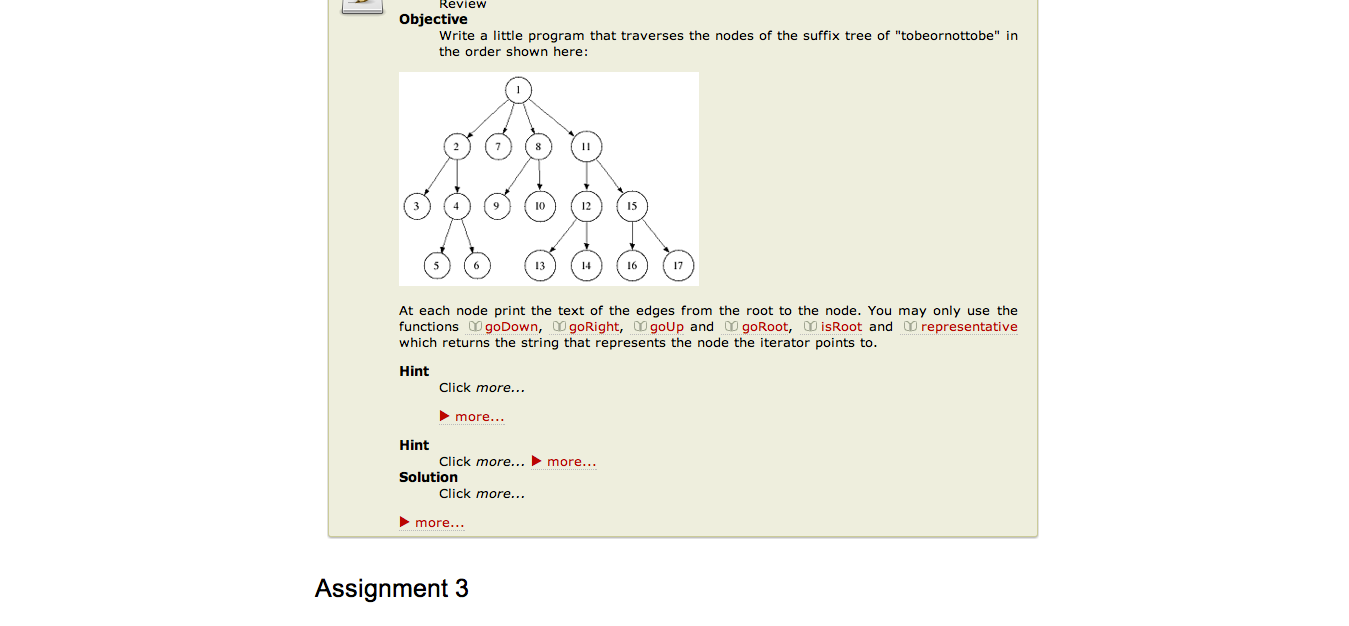 Review
Objective
Write a little program that traverses the nodes of the suffix tree of "tobeornottobe" in
the order shown here:
1
2 7 8 11
3 4 9 10 12 15
5 6 13 14 16 17
At each node print the text of the edges from the root to the node. You may only use the
functions goDown, goRight, goUp and goRoot, isRoot and representative
which returns the string that represents the node the iterator points to.
Hint
Click more...
more...
Hint
Click more... more...
Solution
Click more...
more...
Assignment 3